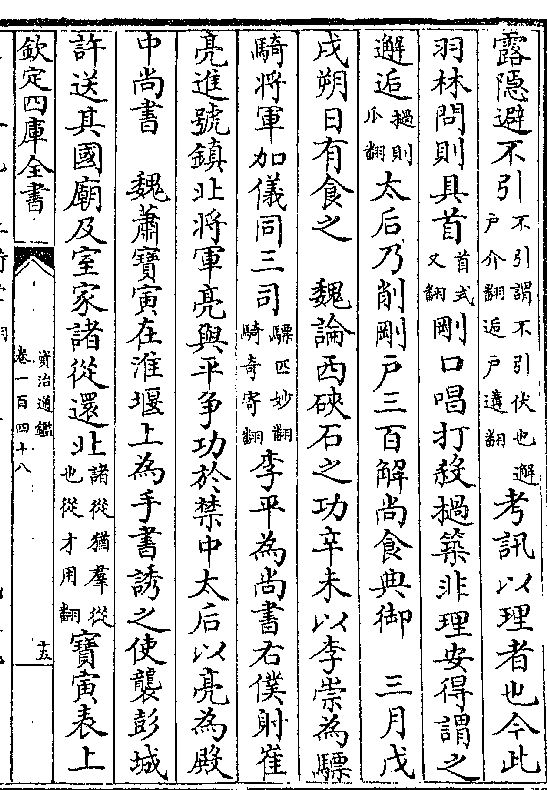 露隱避不引不引謂不引伏也邂戶介翻逅戶遘翻考訊以理者也今此
羽林問則具首首式又翻剛口唱打殺撾築非理安得謂之
邂逅撾則瓜翻太后乃削剛戶三百解尚食典御　三月戊
戌朔日有食之　魏論西硤石之功辛未以李崇為驃
騎將軍加儀同三司驃匹妙翻騎奇寄翻李平為尚書右僕射崔
亮進號鎮北將軍亮與平爭功於禁中太后以亮為殿
中尚書　魏蕭寶寅在淮堰上為手書誘之使襲彭城
許送其國廟及室家諸從還北諸從猶羣從也從才用翻寶寅表上
欽定四庫全書
資治通鑑
卷一百四十八
十五